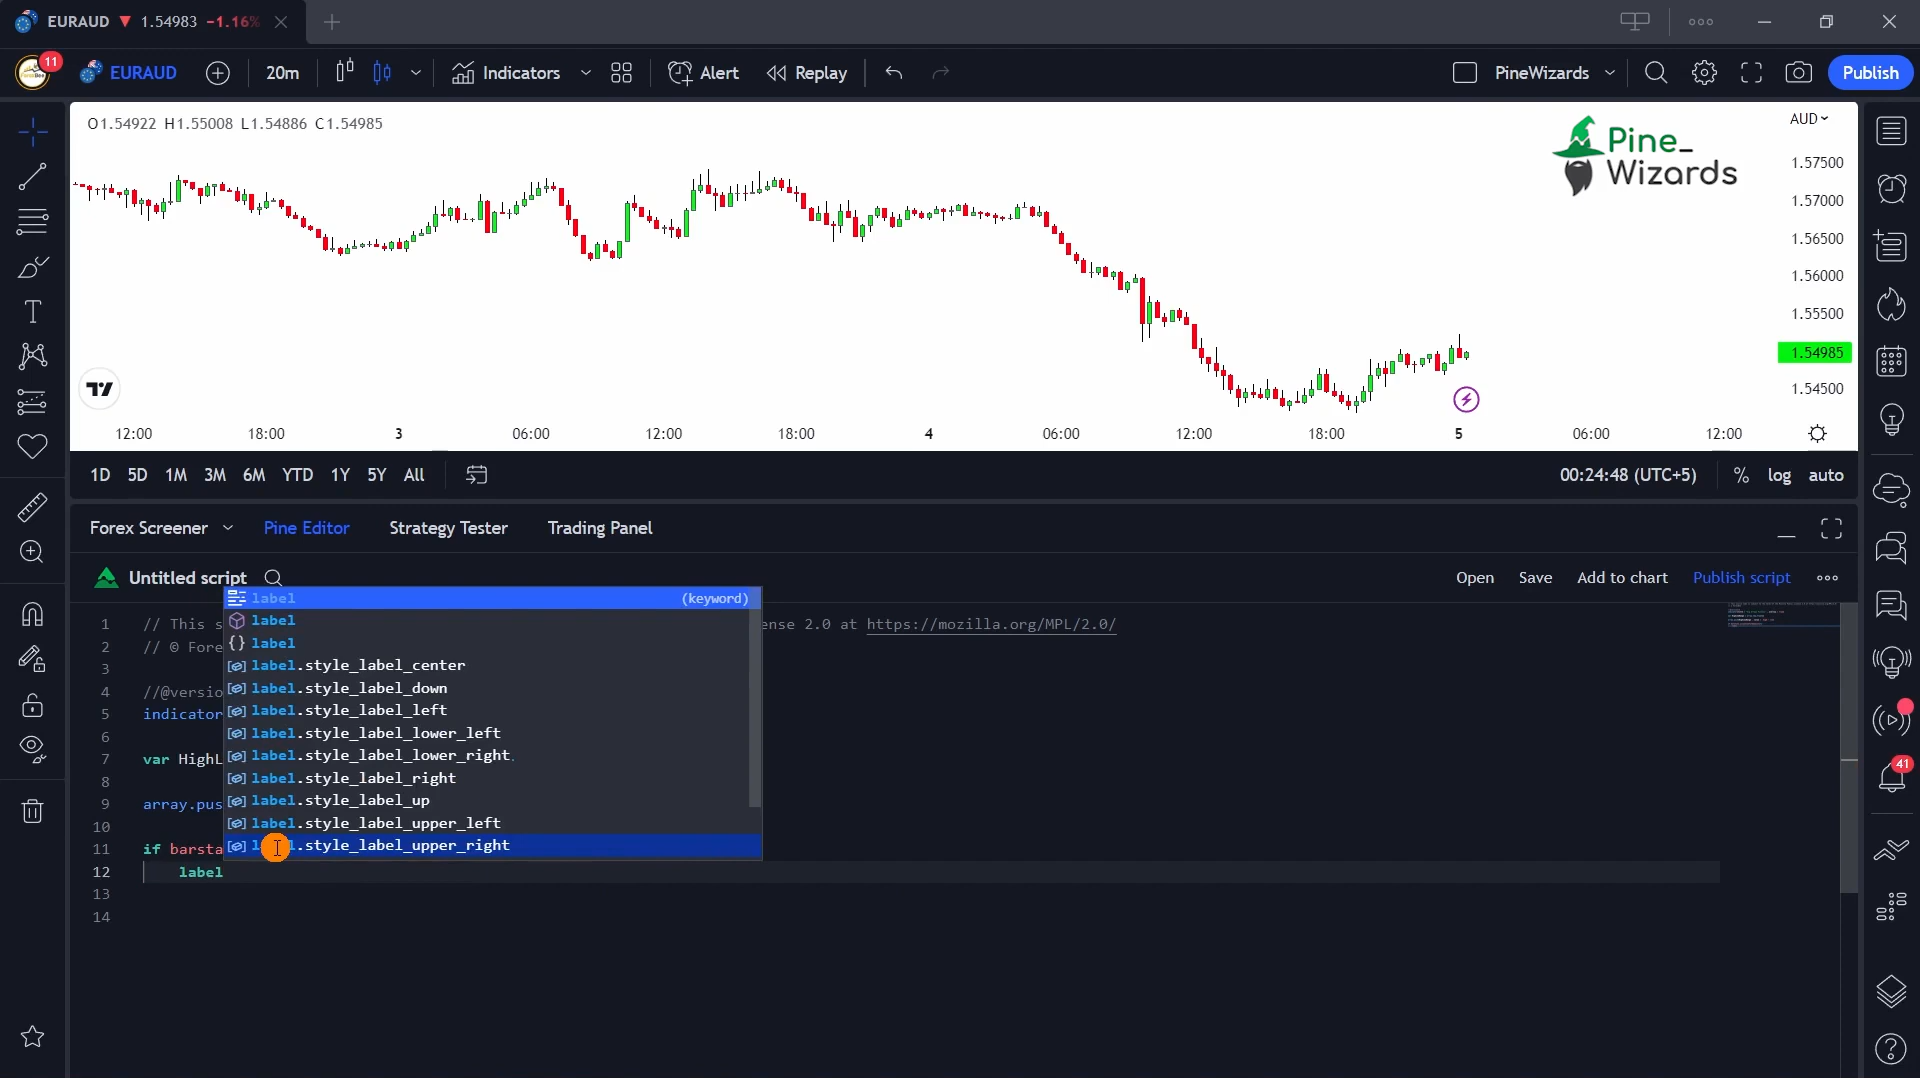 EURAUD ▼ 1.54983 −1.16%
11
EURAUD
20m
Indicators
Alert
Replay
PineWizards
Publish
O1.54922 H1.55008 L1.54886 C1.54985
Pine_
Wizards
AUD
1.57500
1.57000
1.56500
1.56000
1.55500
1.54985
1.54500
12:00 18:00 3 06:00 12:00 18:00 4 06:00 12:00 18:00 5 06:00 12:00
1D 5D 1M 3M 6M YTD 1Y 5Y All
00:24:48 (UTC+5)
% log auto
Forex Screener Pine Editor Strategy Tester Trading Panel
Untitled script
Open Save Add to chart Publish script
label (keyword)
label
label
label.style_label_center
label.style_label_down
label.style_label_left
label.style_label_lower_left
label.style_label_lower_right
label.style_label_right
label.style_label_up
label.style_label_upper_left
.style_label_upper_right
1 // This s ense 2.0 at https://mozilla.org/MPL/2.0/
2 // © Fore
3
4 //@versio
5 indicator
6
7 var HighL
8
9 array.pus
10
11 if barsta
12 label
13
14
41